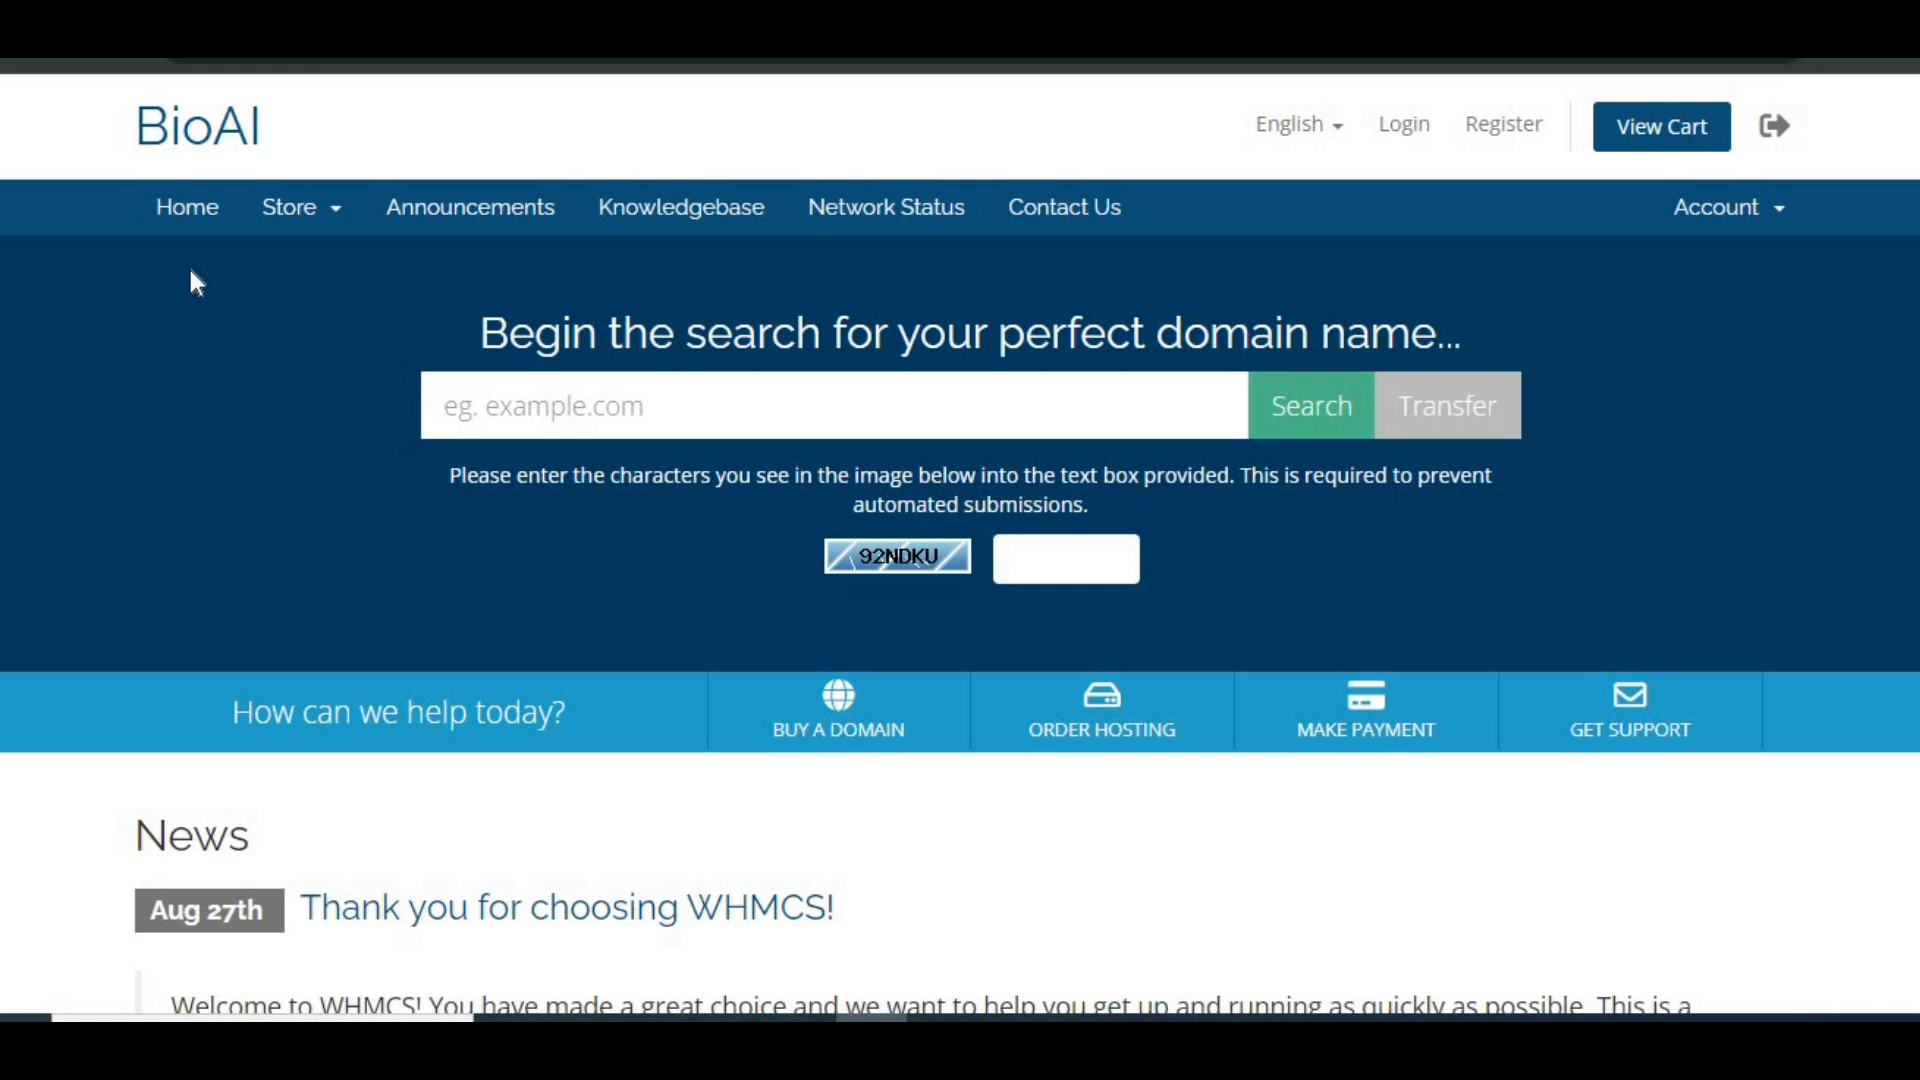 BioAI
English
Login
Register
View Cart
Home
Store
Announcements
Knowledgebase
Network Status
Contact Us
Account
Begin the search for your perfect domain name...
eg. example.com
Search
Transfer
Please enter the characters you see in the image below into the text box provided. This is required to prevent
automated submissions.
92NDKU
How can we help today?
BUY A DOMAIN
ORDER HOSTING
MAKE PAYMENT
GET SUPPORT
News
Aug 27th
Thank you for choosing WHMCS!
Welcome to WHMCS! You have made a great choice and we want to help you get up and running as quickly as possible. This is a